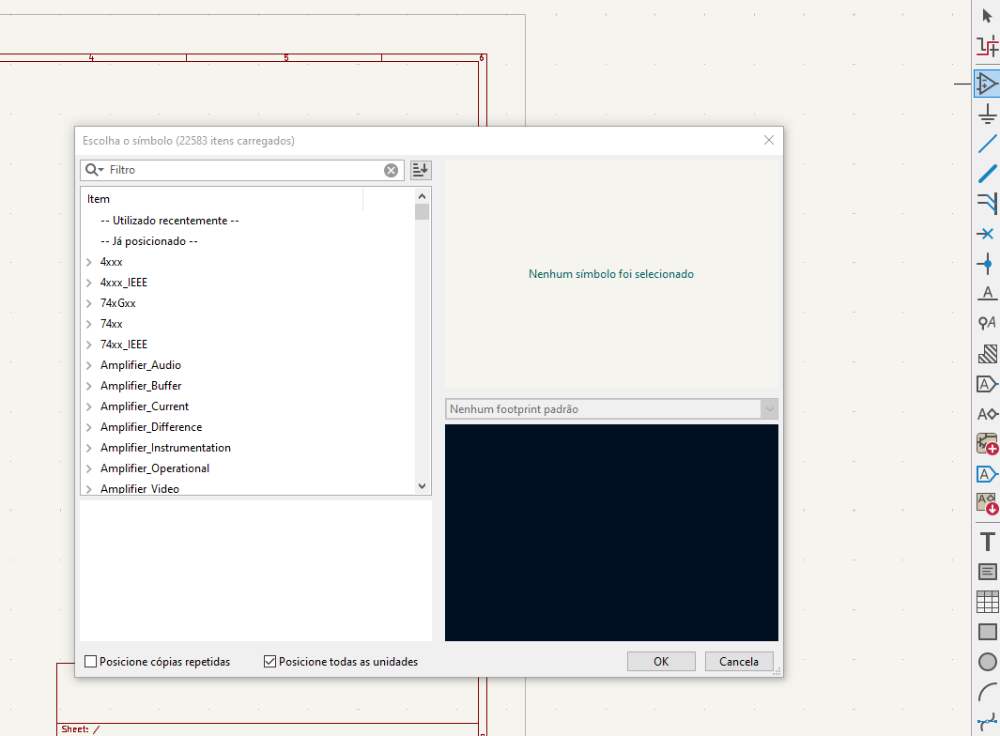 4 5 6
Escolha o símbolo (22583 itens carregados)
Filtro
Item
-- Utilizado recentemente --
-- Já posicionado --
4xxx
4xxx_IEEE
74xGxx
74xx
74xx_IEEE
Amplifier_Audio
Amplifier_Buffer
Amplifier_Current
Amplifier_Difference
Amplifier_Instrumentation
Amplifier_Operational
Amplifier_Video
Nenhum símbolo foi selecionado
Nenhum footprint padrão
Posicione cópias repetidas
Posicione todas as unidades
OK
Cancela
Sheet: /
A
A
A
A
A
A
T